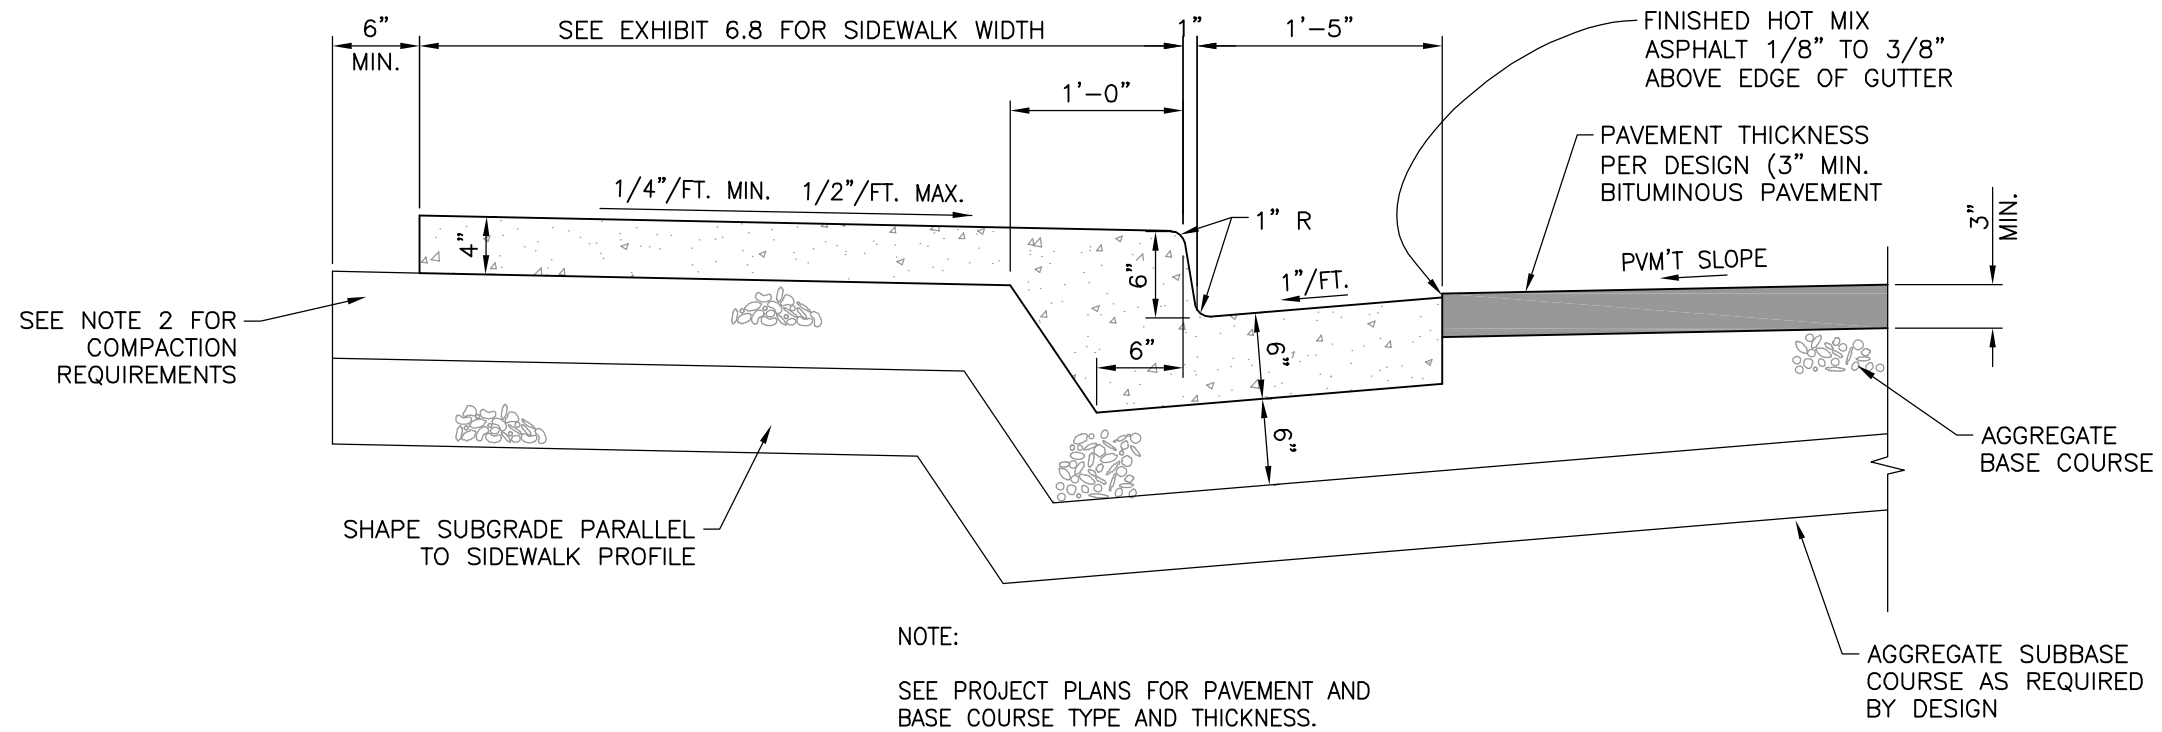 6”
MIN.
SEE EXHIBIT 6.8 FOR SIDEWALK WIDTH
1”
1’-5”
1’-0”
FINISHED HOT MIX
ASPHALT 1/8” TO 3/8”
ABOVE EDGE OF GUTTER
PAVEMENT THICKNESS
PER DESIGN (3” MIN.
BITUMINOUS PAVEMENT
1/4”/FT. MIN. 1/2”/FT. MAX.
1” R
3”
MIN.
4”
6”
1”/FT.
PVM’T SLOPE
SEE NOTE 2 FOR
COMPACTION
REQUIREMENTS
6”
6”
6”
AGGREGATE
BASE COURSE
SHAPE SUBGRADE PARALLEL
TO SIDEWALK PROFILE
NOTE:
SEE PROJECT PLANS FOR PAVEMENT AND
BASE COURSE TYPE AND THICKNESS.
AGGREGATE SUBBASE
COURSE AS REQUIRED
BY DESIGN